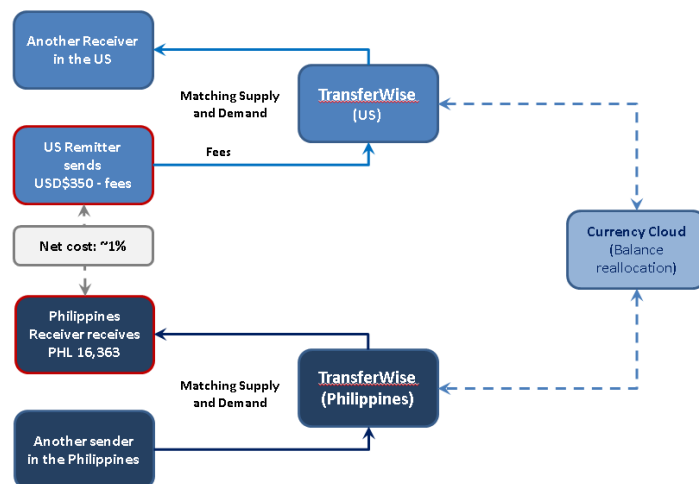 Another Receiver
in the US
TransferWise
(US)
Matching Supply
and Demand
US Remitter
sends
USD$350 - fees
Fees
Net cost: ~1%
Currency Cloud
(Balance
reallocation)
Philippines
Receiver receives
PHL 16,363
TransferWise
(Philippines)
Matching Supply
and Demand
Another sender
in the Philippines